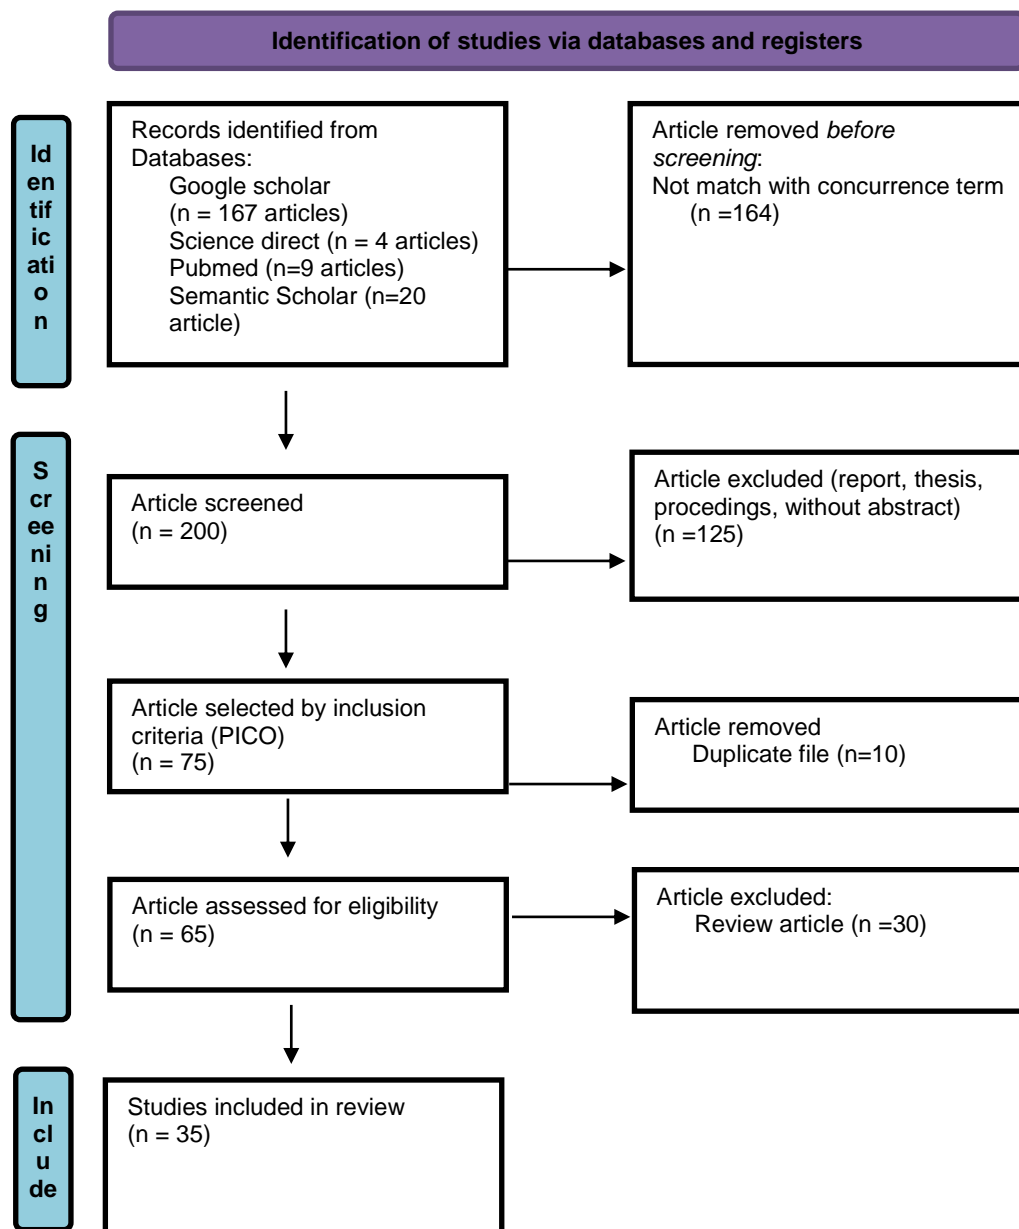 Identification of studies via databases and registers
Id
en
tif
ic
ati
o
n
Records identified from
Databases:
Google scholar
(n = 167 articles)
Science direct (n = 4 articles)
Pubmed (n=9 articles)
Semantic Scholar (n=20
article)
Article removed before
screening:
Not match with concurrence term
(n =164)
S
cr
ee
ni
n
g
Article screened
(n = 200)
Article excluded (report, thesis,
procedings, without abstract)
(n =125)
Article selected by inclusion
criteria (PICO)
(n = 75)
Article removed
Duplicate file (n=10)
Article assessed for eligibility
(n = 65)
Article excluded:
Review article (n =30)
In
cl
u
de
Studies included in review
(n = 35)